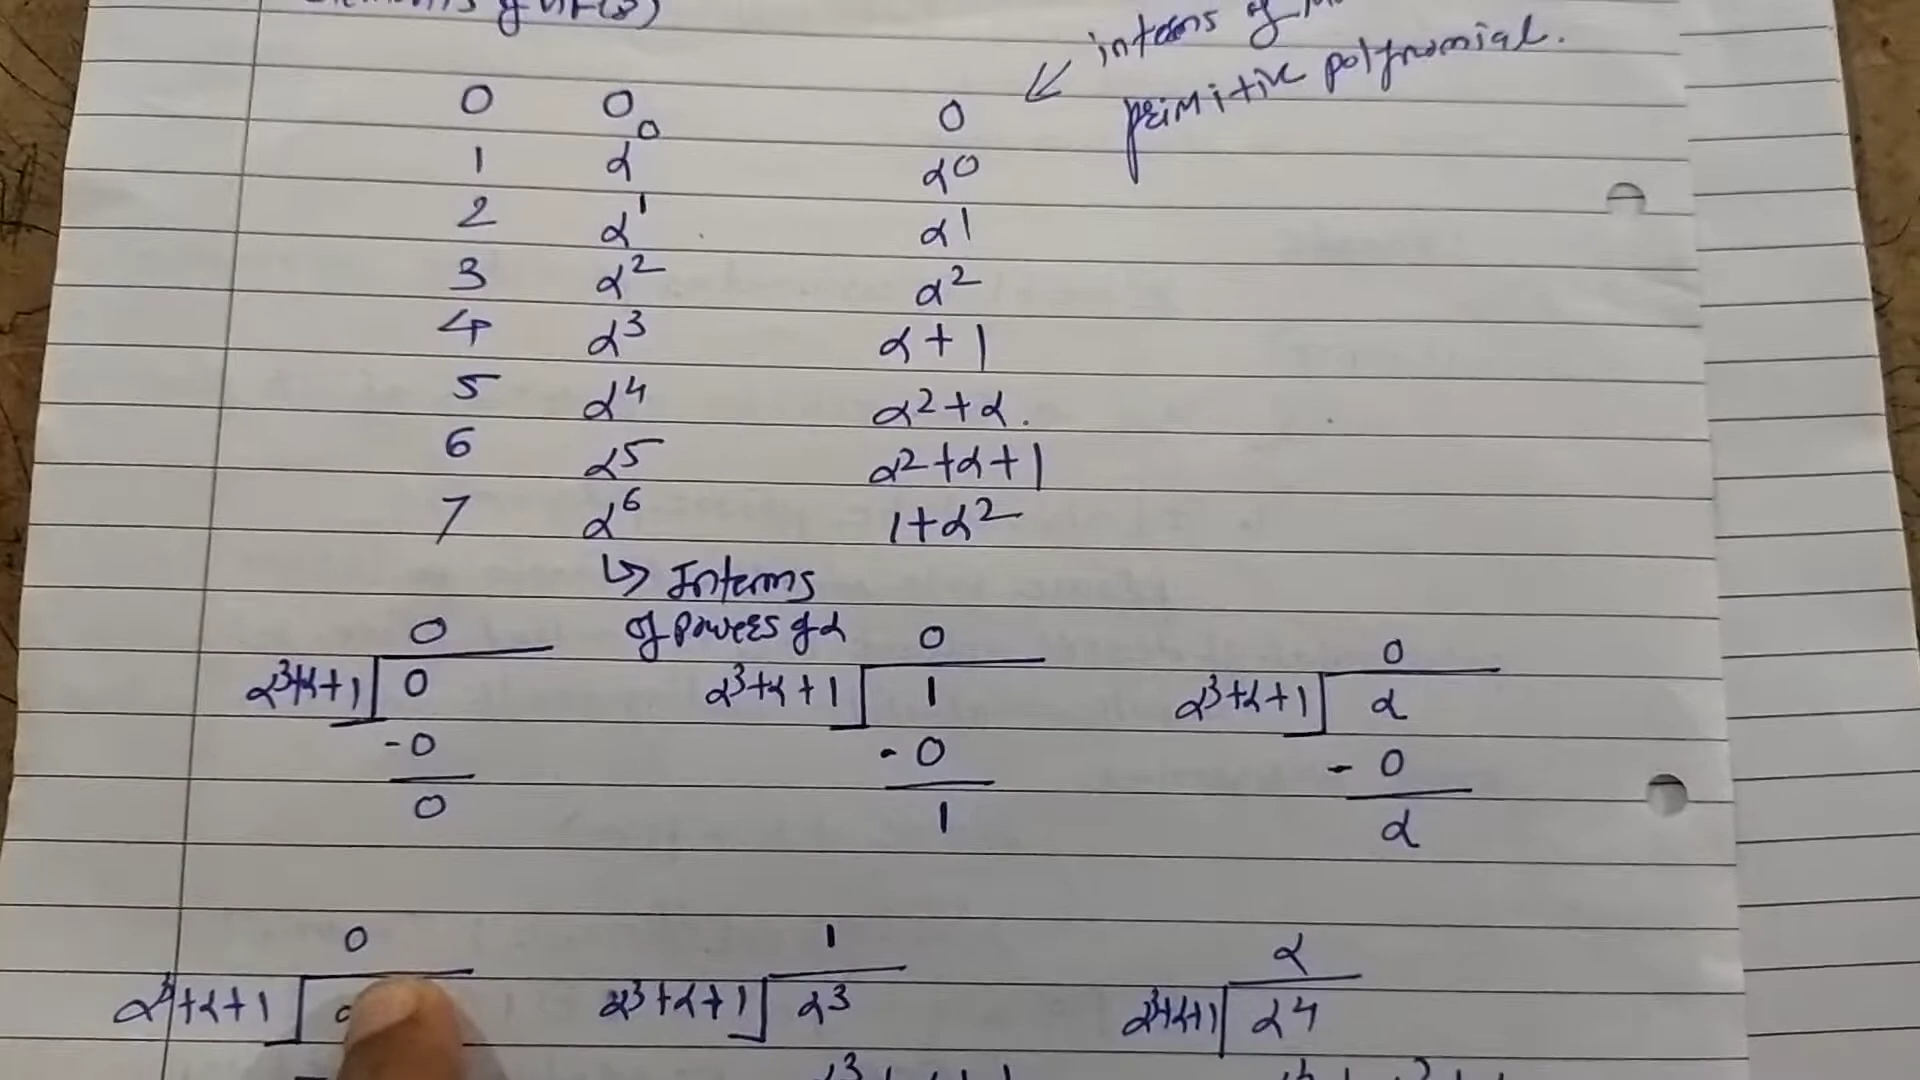 interms of
primitive polynomial.
0 0 0
1 α⁰ α0
2 α¹ α1
3 α² α²
4 α³ α+1
5 α⁴ α²+α.
6 α⁵ α²+α+1
7 α⁶ 1+α²
↳ Interms
of powers of α
0 0 0
α³+α+1 0 α³+α+1 1 α³+α+1 α
-0 -0 -0
0 1 α
0 1 α
α³+α+1 α³+α+1 α³ α³+α+1 α⁴